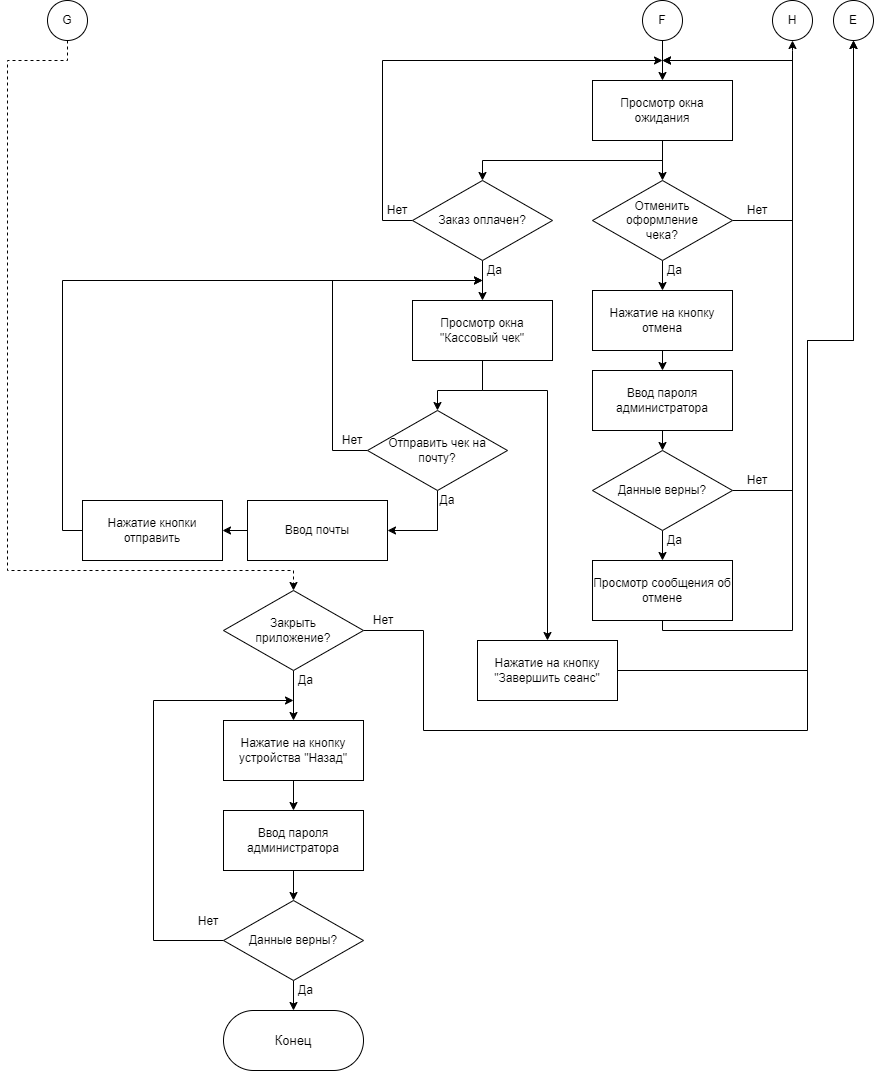 G
F
H
E
Просмотр окна
ожидания
Нет
Заказ оплачен?
Отменить
оформление
чека?
Нет
Да
Да
Просмотр окна
"Кассовый чек"
Нажатие на кнопку
отмена
Ввод пароля
администратора
Нет
Отправить чек на
почту?
Да
Данные верны?
Нет
Нажатие кнопки
отправить
Ввод почты
Да
Просмотр сообщения об
отмене
Закрыть
приложение?
Нет
Нажатие на кнопку
"Завершить сеанс"
Да
Нажатие на кнопку
устройства "Назад"
Ввод пароля
администратора
Нет
Данные верны?
Да
Конец